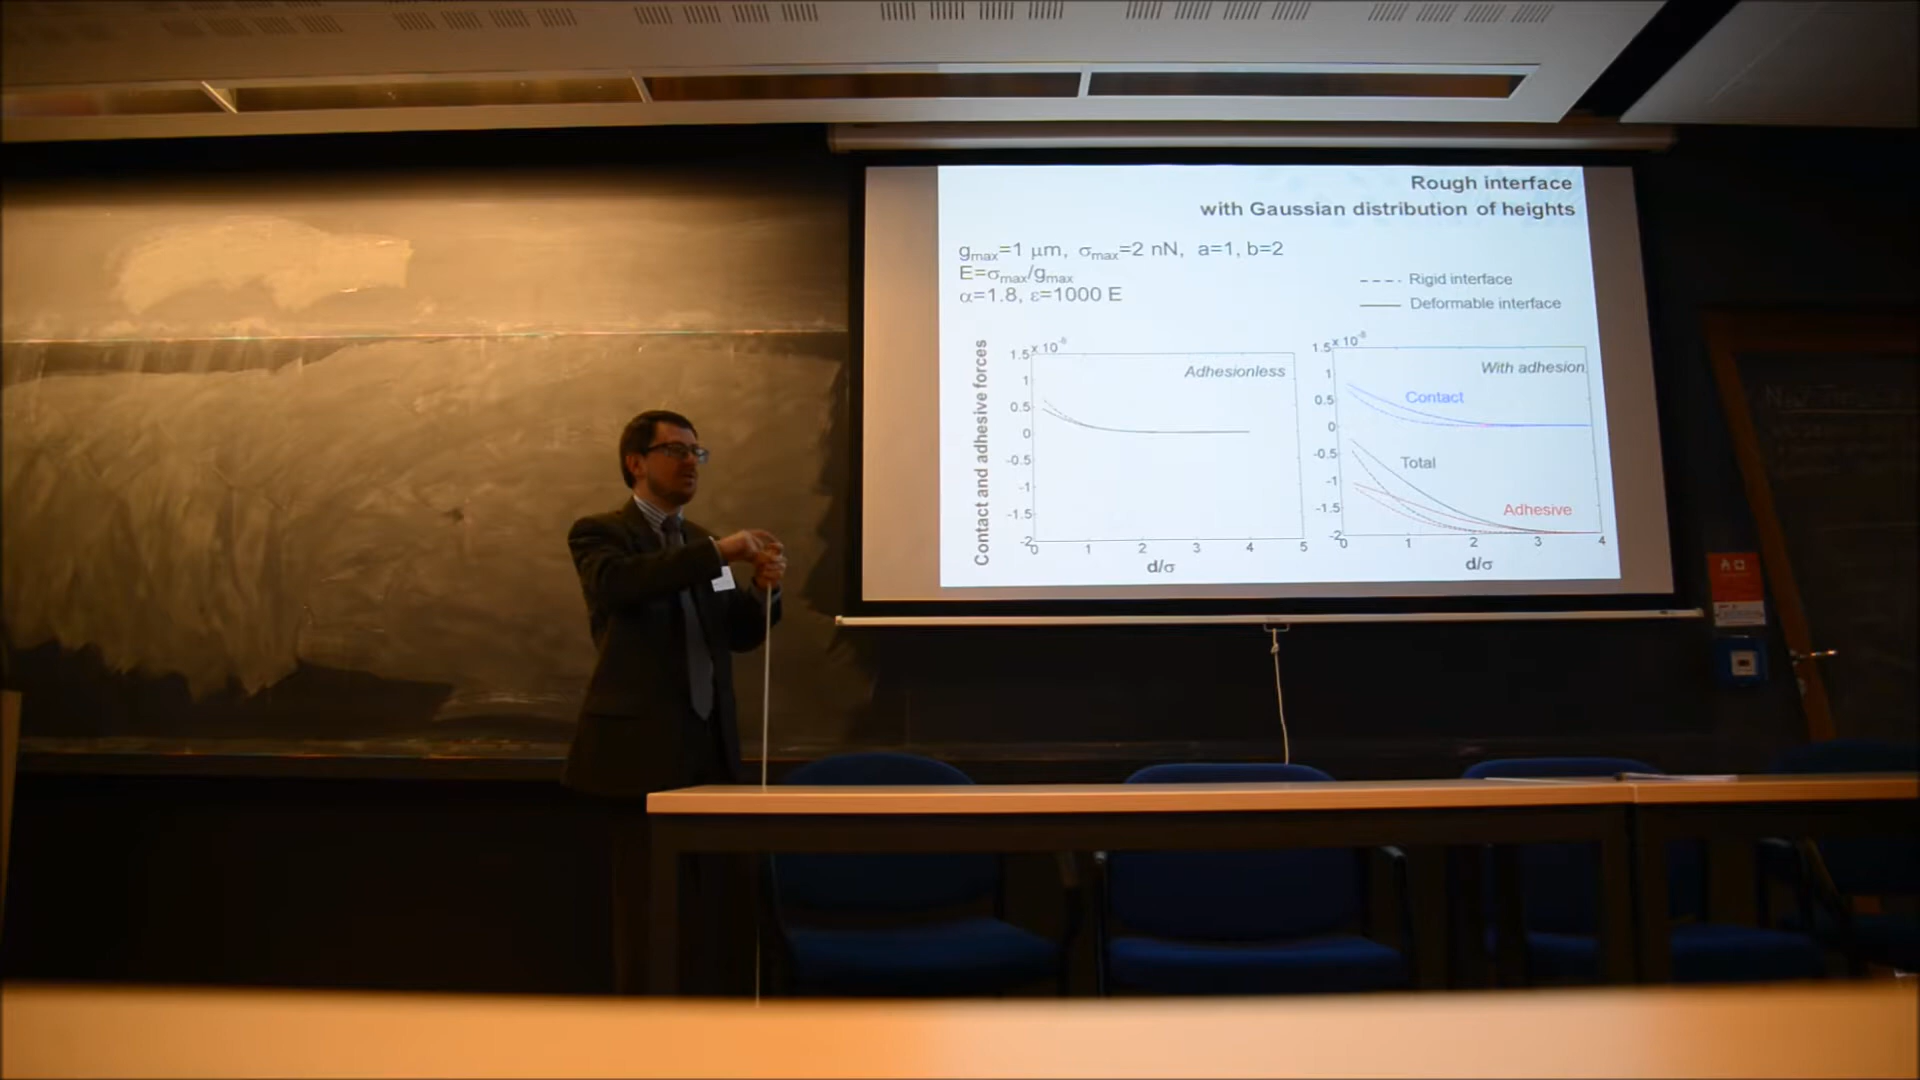 Rough interface
with Gaussian distribution of heights
gmax=1 μm, σmax=2 nN, a=1, b=2
E=σmax/gmax
α=1.8, ε=1000 E
Rigid interface
Deformable interface
Contact and adhesive forces
1.5 x 10⁻⁸
Adhesionless
1
0.5
0
-0.5
-1
-1.5
-2
0 1 2 3 4 5
d/σ
1.5 x 10⁻⁸
With adhesion
1
Contact
0.5
0
-0.5
Total
-1
Adhesive
-1.5
-2
0 1 2 3 4
d/σ